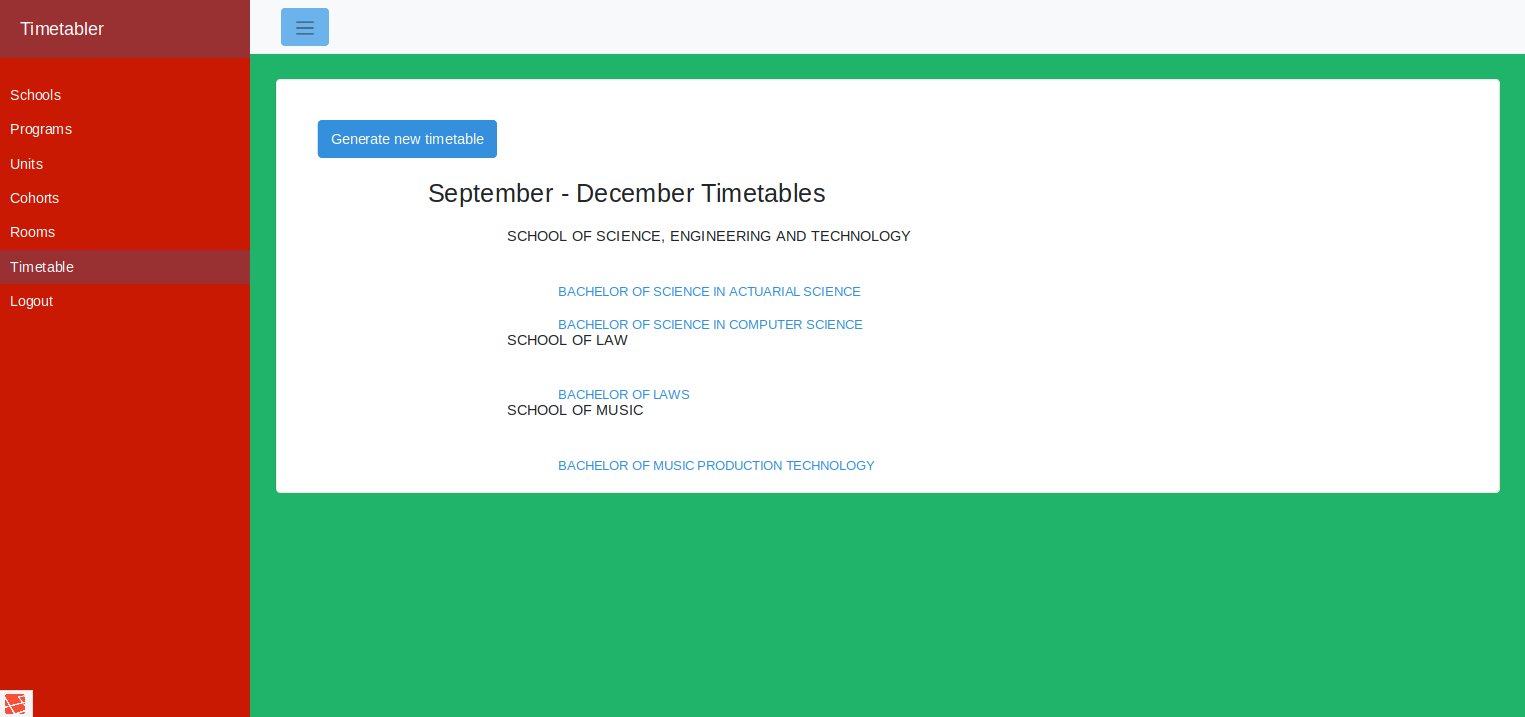 Timetabler
Schools
Programs
Units
Cohorts
Rooms
Timetable
Logout
Generate new timetable
September - December Timetables
SCHOOL OF SCIENCE, ENGINEERING AND TECHNOLOGY
BACHELOR OF SCIENCE IN ACTUARIAL SCIENCE
BACHELOR OF SCIENCE IN COMPUTER SCIENCE
SCHOOL OF LAW
BACHELOR OF LAWS
SCHOOL OF MUSIC
BACHELOR OF MUSIC PRODUCTION TECHNOLOGY